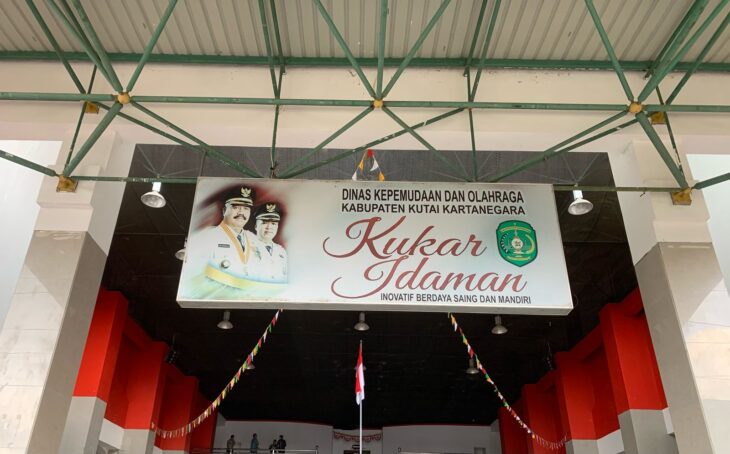 DINAS KEPEMUDAAN DAN OLAHRAGA
KABUPATEN KUTAI KARTANEGARA
Kukar
Idaman
INOVATIF BERDAYA SAING DAN MANDIRI